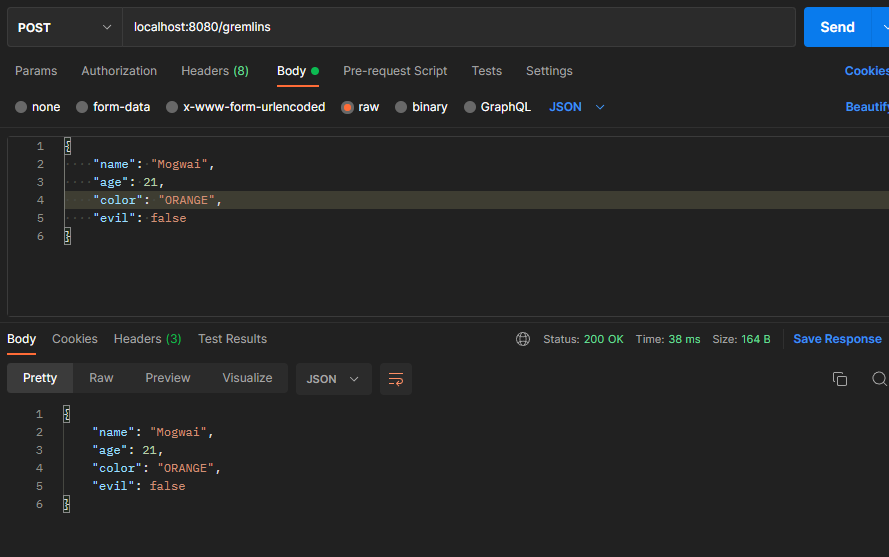 POST localhost:8080/gremlins Send
Params Authorization Headers (8) Body Pre-request Script Tests Settings Cookies
none form-data x-www-form-urlencoded raw binary GraphQL JSON Beautify
1 {
2 "name": "Mogwai",
3 "age": 21,
4 "color": "ORANGE",
5 "evil": false
6 }
Body Cookies Headers (3) Test Results Status: 200 OK Time: 38 ms Size: 164 B Save Response
Pretty Raw Preview Visualize JSON
1 {
2 "name": "Mogwai",
3 "age": 21,
4 "color": "ORANGE",
5 "evil": false
6 }